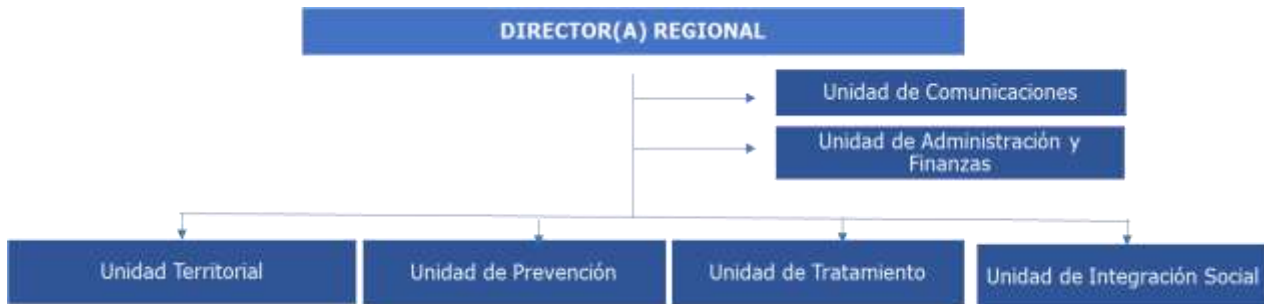 DIRECTOR(A) REGIONAL
Unidad de Comunicaciones
Unidad de Administración y
Finanzas
Unidad Territorial
Unidad de Prevención
Unidad de Tratamiento
Unidad de Integración Social